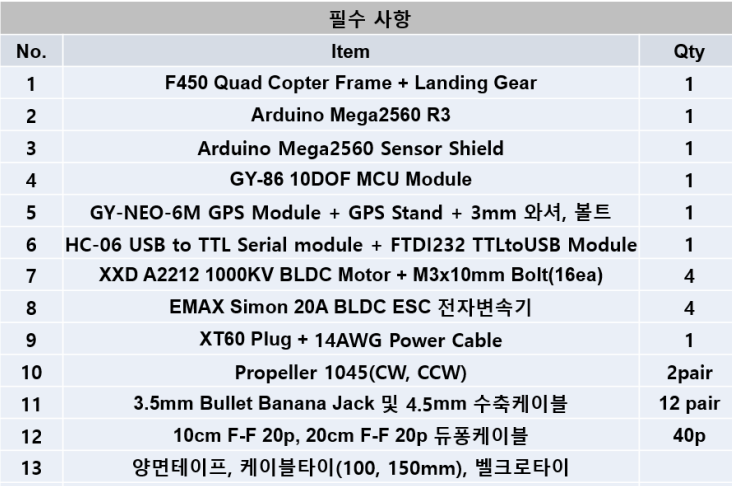 필수 사항
No. Item Qty
1 F450 Quad Copter Frame + Landing Gear 1
2 Arduino Mega2560 R3 1
3 Arduino Mega2560 Sensor Shield 1
4 GY-86 10DOF MCU Module 1
5 GY-NEO-6M GPS Module + GPS Stand + 3mm 와셔, 볼트 1
6 HC-06 USB to TTL Serial module + FTDI232 TTLtoUSB Module 1
7 XXD A2212 1000KV BLDC Motor + M3x10mm Bolt(16ea) 4
8 EMAX Simon 20A BLDC ESC 전자변속기 4
9 XT60 Plug + 14AWG Power Cable 1
10 Propeller 1045(CW, CCW) 2pair
11 3.5mm Bullet Banana Jack 및 4.5mm 수축케이블 12 pair
12 10cm F-F 20p, 20cm F-F 20p 듀퐁케이블 40p
13 양면테이프, 케이블타이(100, 150mm), 벨크로타이